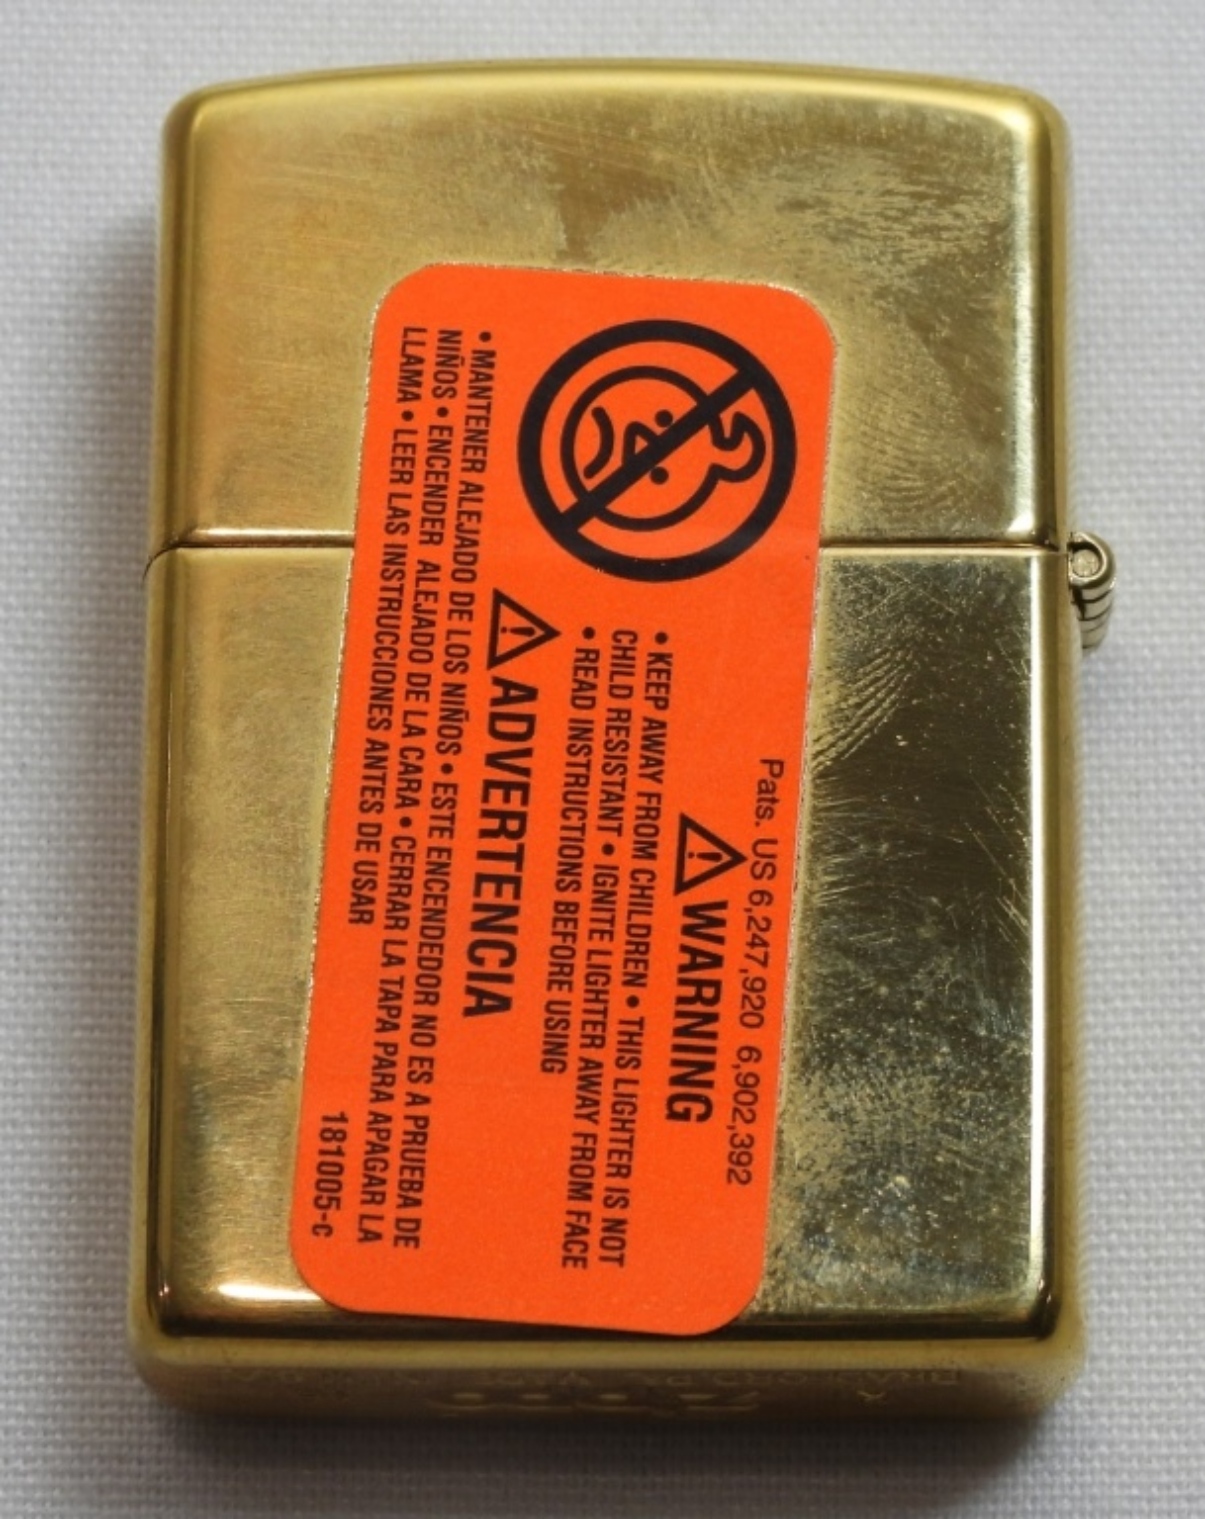 Pats. US 6,247,920 6,902,392
WARNING
• KEEP AWAY FROM CHILDREN • THIS LIGHTER IS NOT
CHILD RESISTANT • IGNITE LIGHTER AWAY FROM FACE
• READ INSTRUCTIONS BEFORE USING
ADVERTENCIA
• MANTENER ALEJADO DE LOS NIÑOS • ESTE ENCENDEDOR NO ES A PRUEBA DE
NIÑOS • ENCENDER ALEJADO DE LA CARA • CERRAR LA TAPA PARA APAGAR LA
LLAMA • LEER LAS INSTRUCCIONES ANTES DE USAR
181005-c